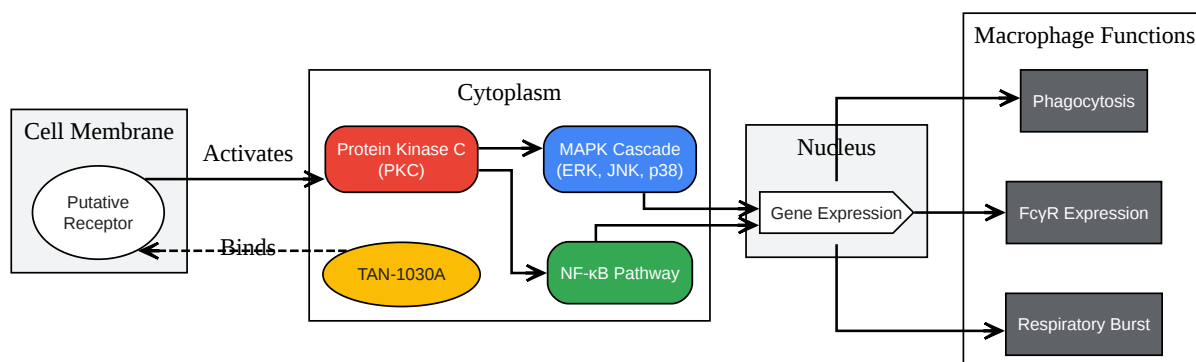 Cell Membrane
Putative
Receptor
Activates
Binds
Cytoplasm
Protein Kinase C
(PKC)
MAPK Cascade
(ERK, JNK, p38)
TAN-1030A
NF-κB Pathway
Nucleus
Gene Expression
Macrophage Functions
Phagocytosis
FcγR Expression
Respiratory Burst